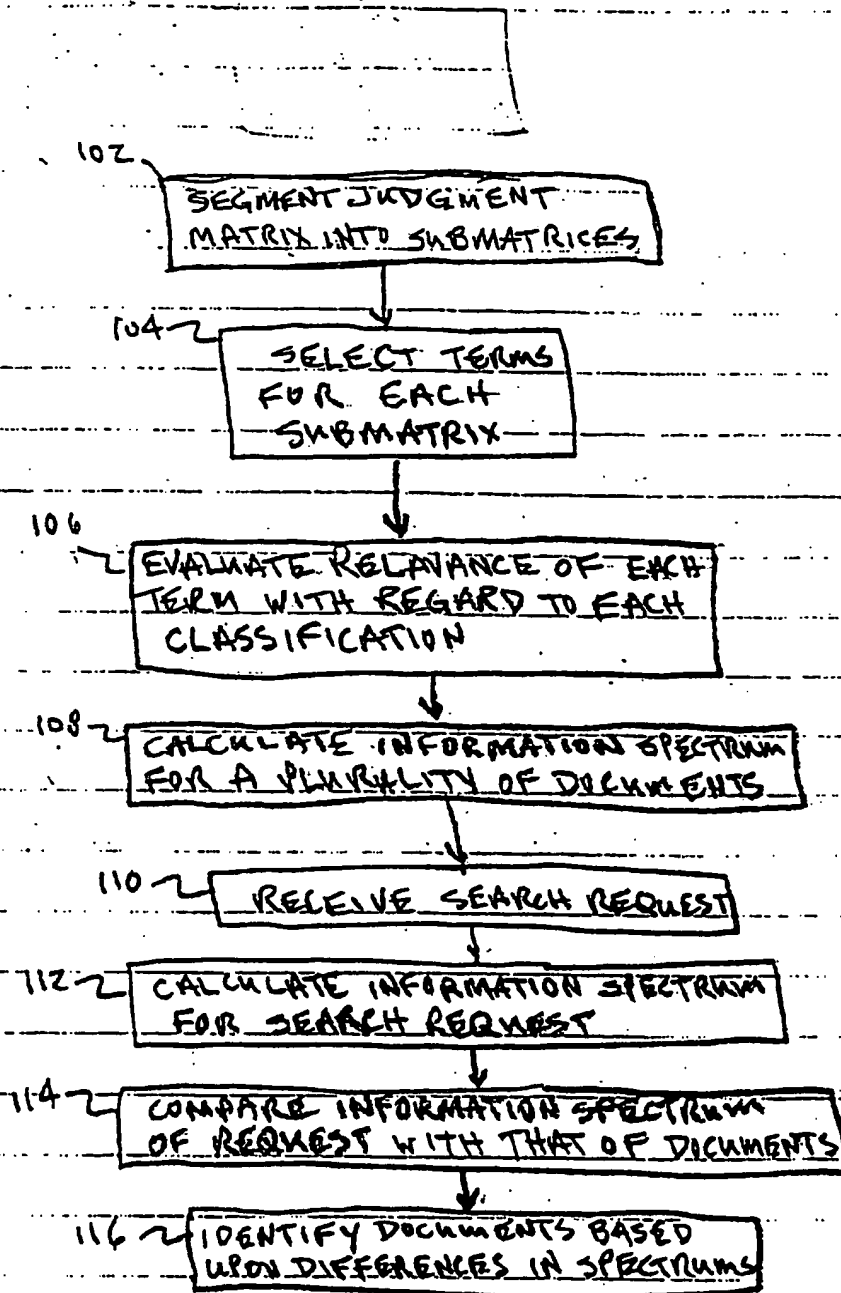 102
SEGMENT JUDGMENT
MATRIX INTO SUBMATRICES
104
SELECT TERMS
FOR EACH
SUBMATRIX
106
EVALUATE RELAVANCE OF EACH
TERM WITH REGARD TO EACH
CLASSIFICATION
108
CALCULATE INFORMATION SPECTRUM
FOR A PLURALITY OF DOCUMENTS
110
RECEIVE SEARCH REQUEST
112
CALCULATE INFORMATION SPECTRUM
FOR SEARCH REQUEST
114
COMPARE INFORMATION SPECTRUM
OF REQUEST WITH THAT OF DOCUMENTS
116
IDENTIFY DOCUMENTS BASED
UPON DIFFERENCES IN SPECTRUMS